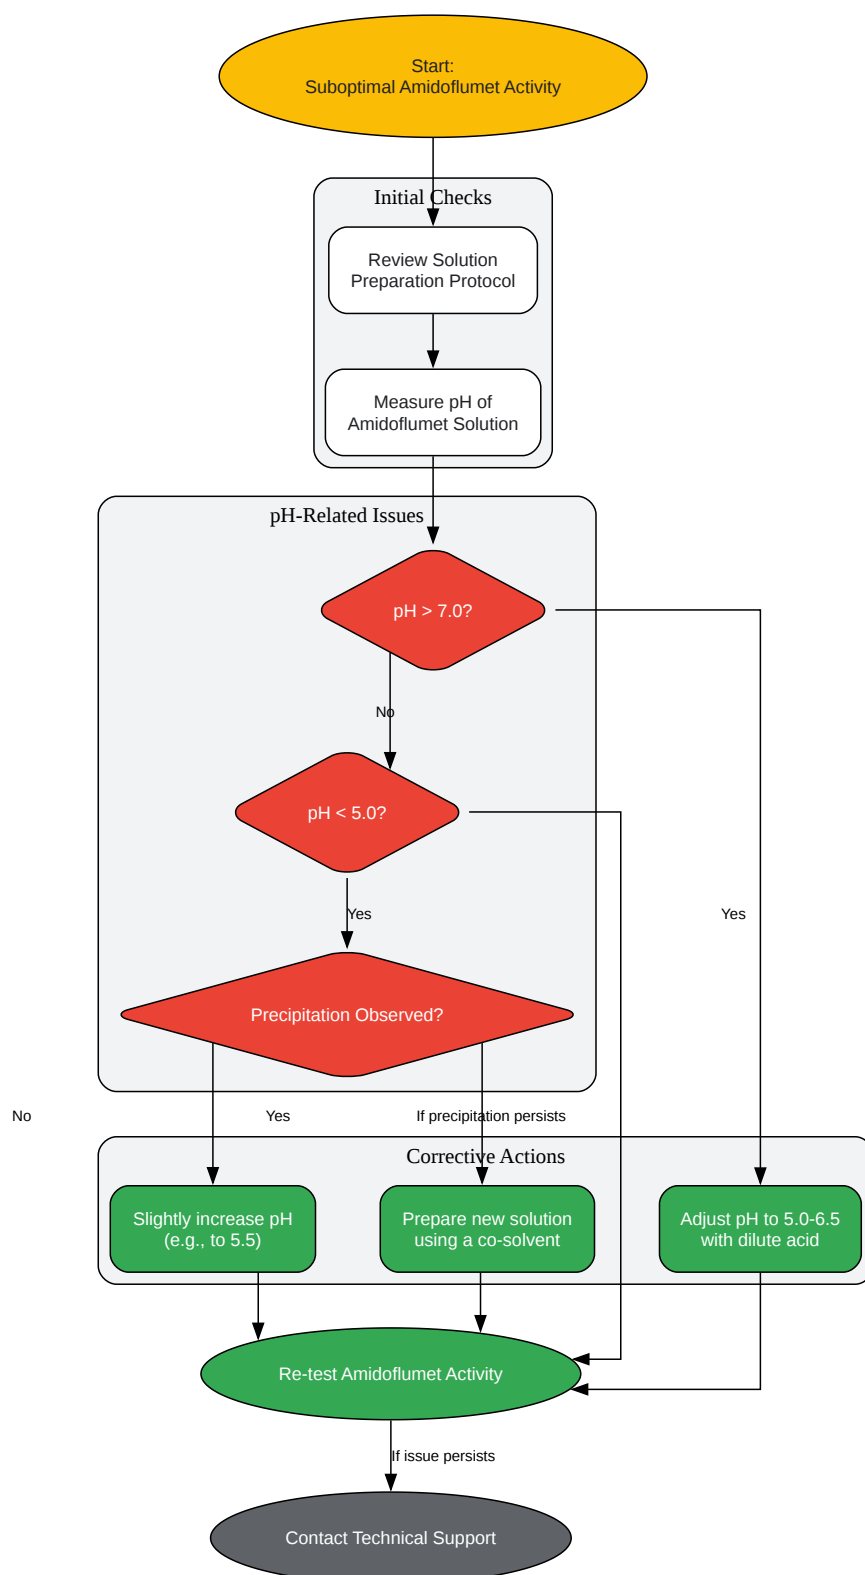 Start:
Suboptimal Amidoflumet Activity
Initial Checks
Review Solution
Preparation Protocol
Measure pH of
Amidoflumet Solution
pH-Related Issues
pH > 7.0?
No
pH < 5.0?
Yes
Yes
Precipitation Observed?
No
Yes
If precipitation persists
Corrective Actions
Slightly increase pH
(e.g., to 5.5)
Prepare new solution
using a co-solvent
Adjust pH to 5.0-6.5
with dilute acid
Re-test Amidoflumet Activity
If issue persists
Contact Technical Support